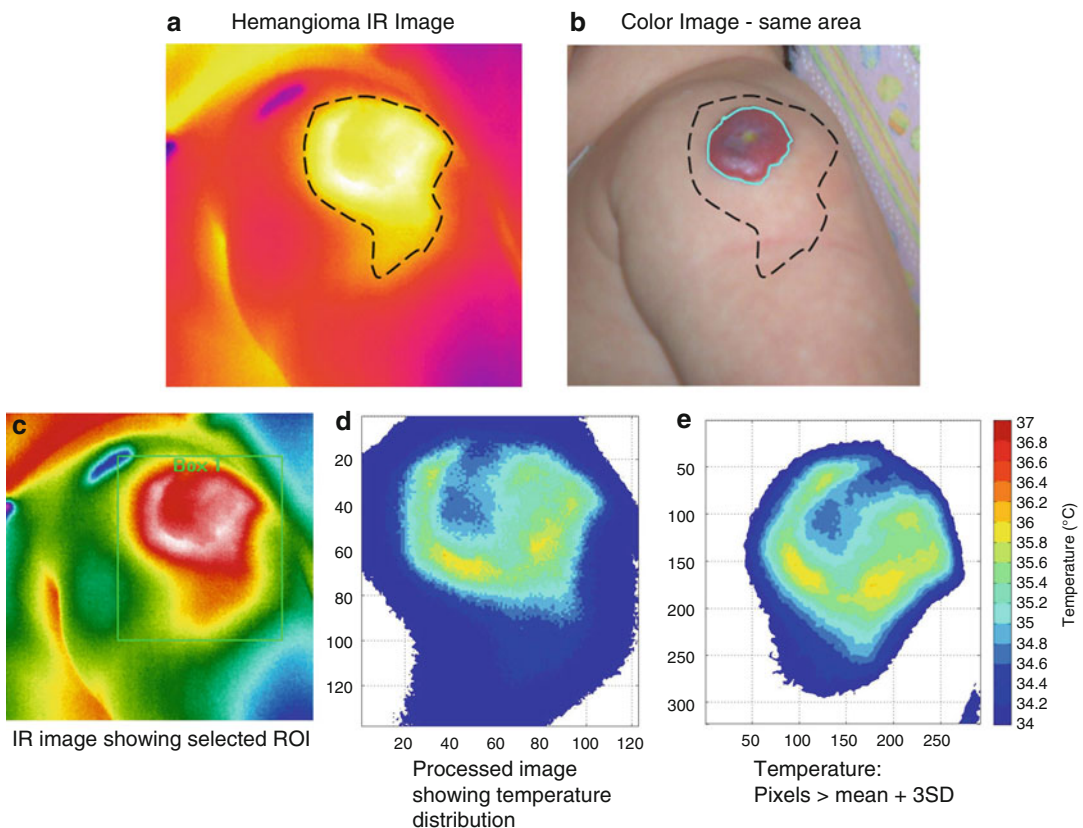 a Hemangioma IR Image
b Color Image - same area
c
Box 1
IR image showing selected ROI
d
20
40
60
80
100
120
20 40 60 80 100 120
Processed image
showing temperature
distribution
e
50
100
150
200
250
300
50 100 150 200 250
Temperature:
Pixels > mean + 3SD
37
36.8
36.6
36.4
36.2
36
35.8
35.6
35.4
35.2
35
34.8
34.6
34.4
34.2
34
Temperature (°C)